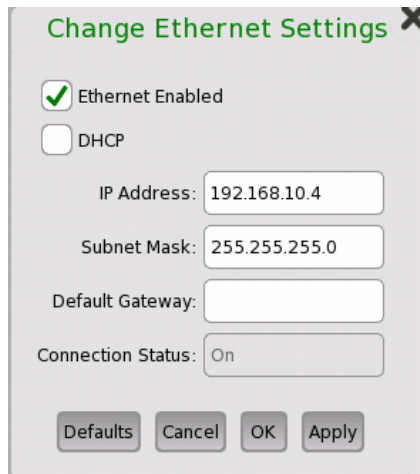 Change Ethernet Settings
Ethernet Enabled
DHCP
IP Address: 192.168.10.4
Subnet Mask: 255.255.255.0
Default Gateway:
Connection Status: On
Defaults Cancel OK Apply